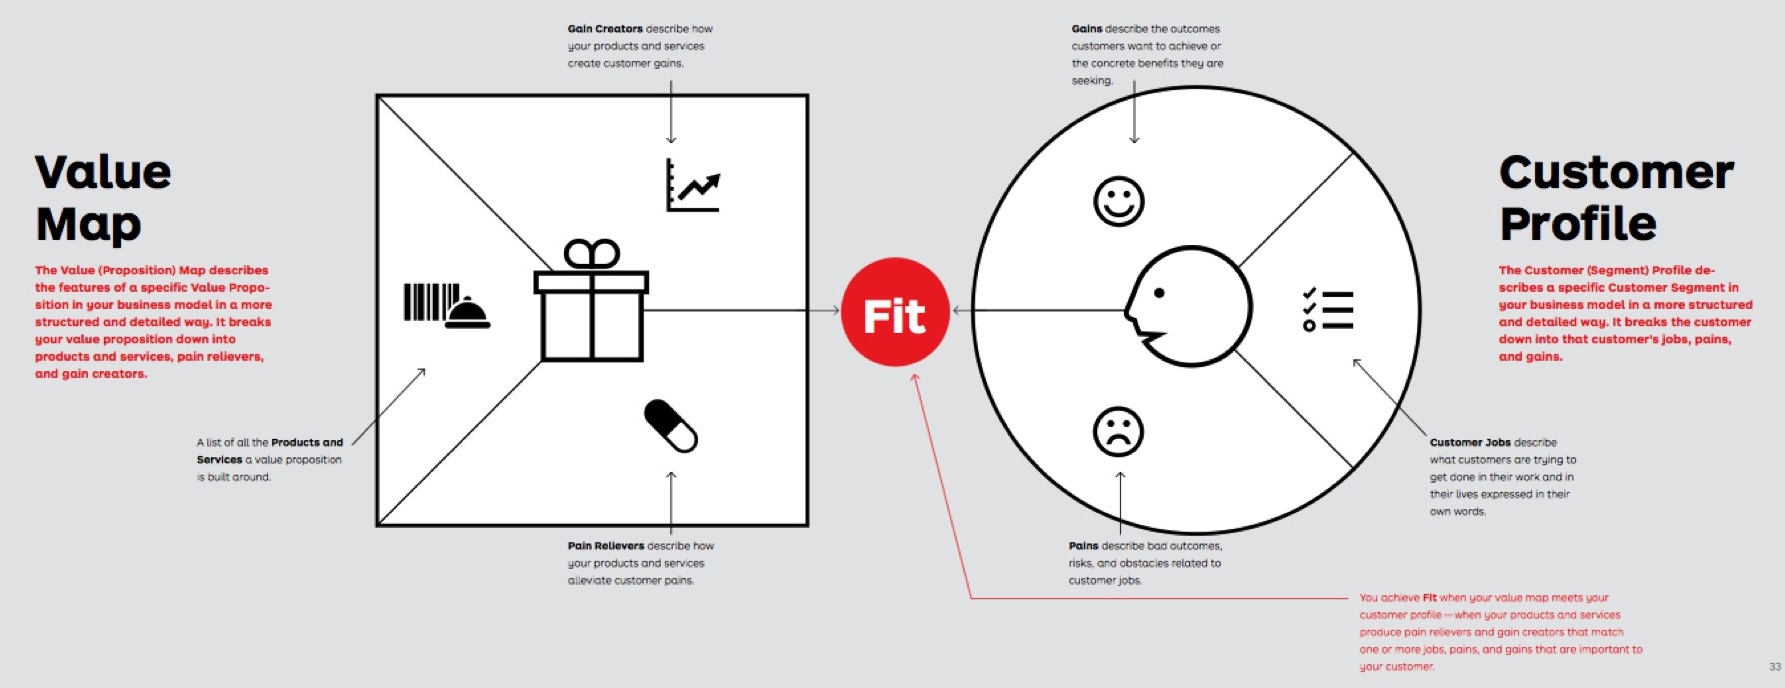 Gain Creators describe how
your products and services
create customer gains.
Gains describe the outcomes
customers want to achieve or
the concrete benefits they are
seeking.
Value
Map
The Value (Proposition) Map describes
the features of a specific Value Propo-
sition in your business model in a more
structured and detailed way. It breaks
your value proposition down into
products and services, pain relievers,
and gain creators.
Fit
Customer
Profile
The Customer (Segment) Profile de-
scribes a specific Customer Segment in
your business model in a more structured
and detailed way. It breaks the customer
down into that customer's jobs, pains,
and gains.
A list of all the Products and
Services a value proposition
is built around.
Customer Jobs describe
what customers are trying to
get done in their work and in
their lives expressed in their
own words.
Pain Relievers describe how
your products and services
alleviate customer pains.
Pains describe bad outcomes,
risks, and obstacles related to
customer jobs.
You achieve Fit when your value map meets your
customer profile—when your products and services
produce pain relievers and gain creators that match
one or more jobs, pains, and gains that are important to
your customer.
33